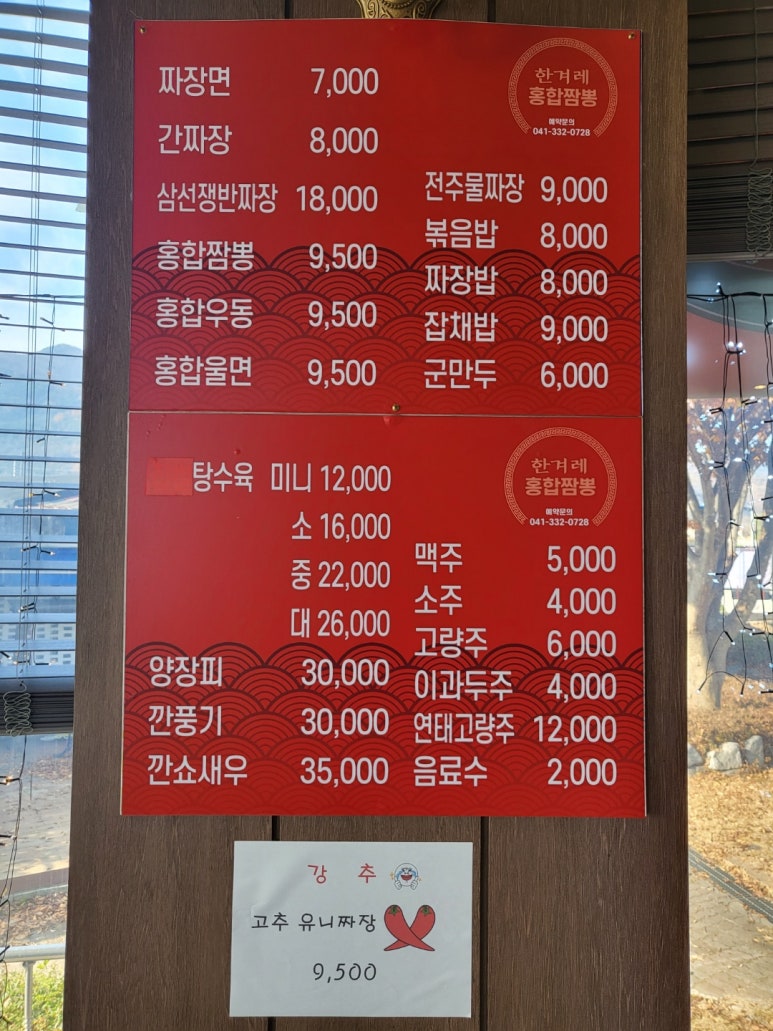 짜장면 7,000
간짜장 8,000
삼선쟁반짜장 18,000
홍합짬뽕 9,500
홍합우동 9,500
홍합울면 9,500
한겨레
홍합짬뽕
예약문의
041-332-0728
전주물짜장 9,000
볶음밥 8,000
짜장밥 8,000
잡채밥 9,000
군만두 6,000
탕수육 미니 12,000
소 16,000
중 22,000
대 26,000
양장피 30,000
깐풍기 30,000
깐쇼새우 35,000
한겨레
홍합짬뽕
예약문의
041-332-0728
맥주 5,000
소주 4,000
고량주 6,000
이과두주 4,000
연태고량주 12,000
음료수 2,000
강 추
고추 유니짜장
9,500